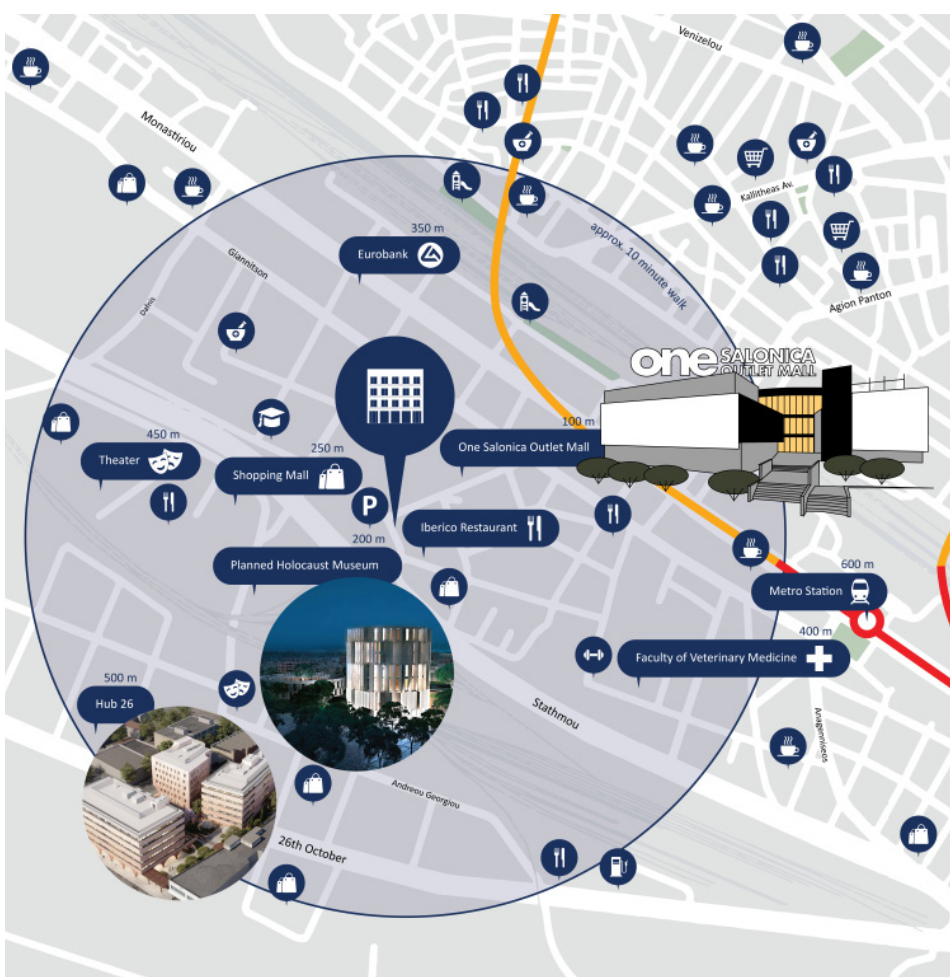 Venizelou
Monastiriou
Kallitheas Av.
350 m
Eurobank
approx. 10 minute walk
Giannitson
Dafnis
Agion Panton
one SALONICA
OUTLET MALL
100 m
One Salonica Outlet Mall
450 m
Theater
250 m
Shopping Mall
P
Iberico Restaurant
200 m
Planned Holocaust Museum
600 m
Metro Station
400 m
Faculty of Veterinary Medicine
500 m
Hub 26
Stathmou
Anagenniseos
Andreou Georgiou
26th October